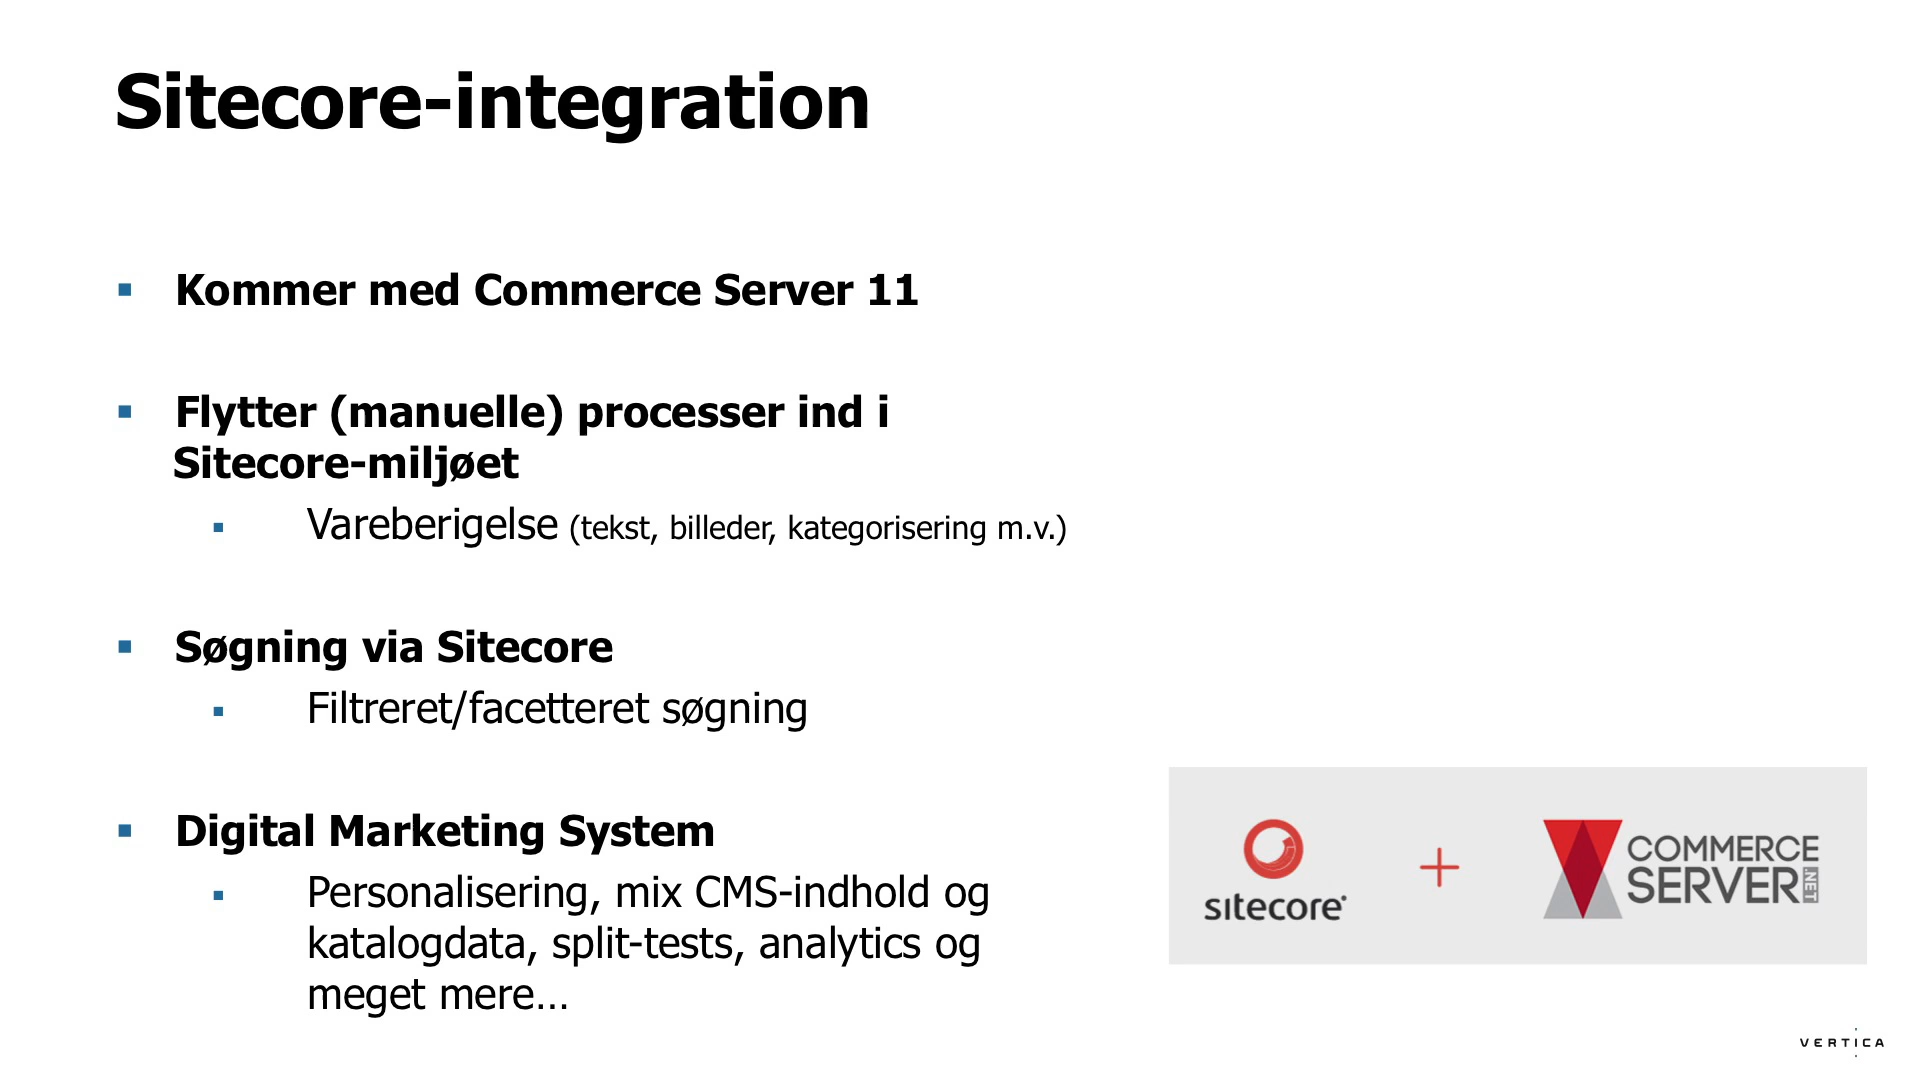 Sitecore-integration
▪ Kommer med Commerce Server 11
▪ Flytter (manuelle) processer ind i
Sitecore-miljøet
▪ Vareberigelse (tekst, billeder, kategorisering m.v.)
▪ Søgning via Sitecore
▪ Filtreret/facetteret søgning
▪ Digital Marketing System
▪ Personalisering, mix CMS-indhold og
katalogdata, split-tests, analytics og
meget mere…
sitecore®
+
COMMERCE
SERVER.NET
VERTICA